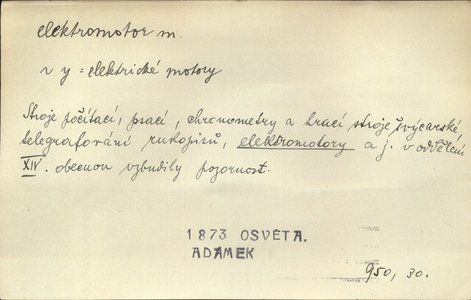 elektromotor m.
v y = elektrické motory
Stroje počítací, psací, chronometry a hrací stroje švýcarské,
telegrafování rukopisů, elektromotory a j. v oddělení
XIV. obecnou vzbudily pozornost.
1873 OSVĚTA.
ADÁMEK
950, 30.